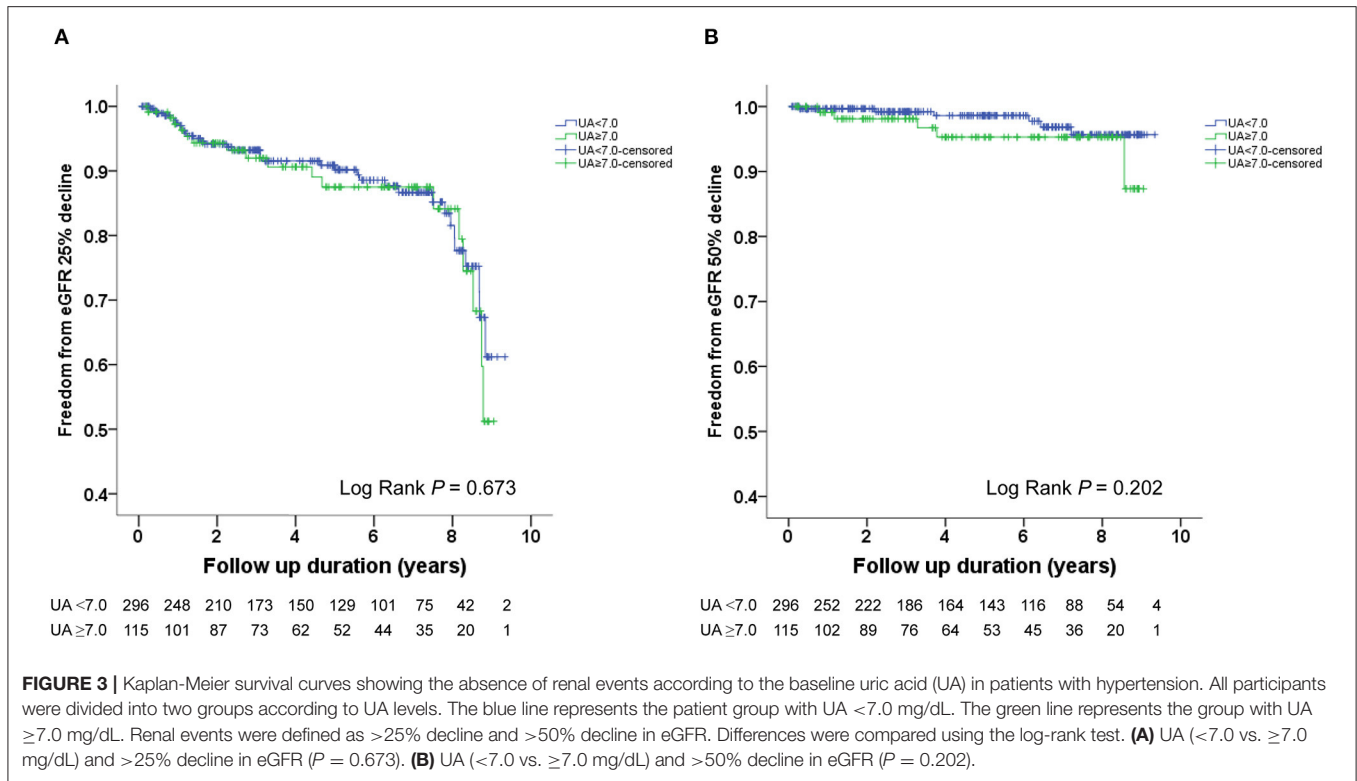 A
Freedom from eGFR 25% decline
1.0
0.9
0.8
0.7
0.6
0.5
0.4
UA<7.0
UA≥7.0
UA<7.0-censored
UA≥7.0-censored
Log Rank P = 0.673
0 2 4 6 8 10
Follow up duration (years)
UA <7.0 296 248 210 173 150 129 101 75 42 2
UA ≥7.0 115 101 87 73 62 52 44 35 20 1
B
Freedom from eGFR 50% decline
1.0
0.9
0.8
0.7
0.6
0.5
0.4
UA<7.0
UA≥7.0
UA<7.0-censored
UA≥7.0-censored
Log Rank P = 0.202
0 2 4 6 8 10
Follow up duration (years)
UA <7.0 296 252 222 186 164 143 116 88 54 4
UA ≥7.0 115 102 89 76 64 53 45 36 20 1
FIGURE 3 | Kaplan-Meier survival curves showing the absence of renal events according to the baseline uric acid (UA) in patients with hypertension. All participants
were divided into two groups according to UA levels. The blue line represents the patient group with UA <7.0 mg/dL. The green line represents the group with UA
≥7.0 mg/dL. Renal events were defined as >25% decline and >50% decline in eGFR. Differences were compared using the log-rank test. (A) UA (<7.0 vs. ≥7.0
mg/dL) and >25% decline in eGFR (P = 0.673). (B) UA (<7.0 vs. ≥7.0 mg/dL) and >50% decline in eGFR (P = 0.202).